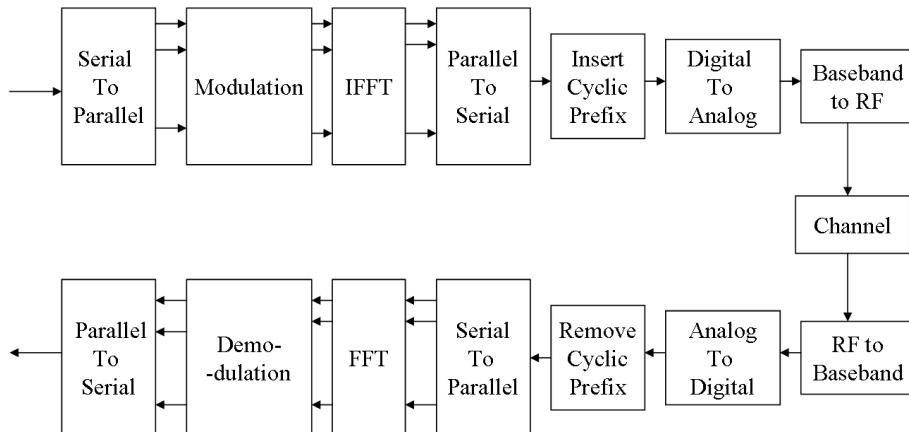 Serial
To
Parallel
Modulation
IFFT
Parallel
To
Serial
Insert
Cyclic
Prefix
Digital
To
Analog
Baseband
to RF
Channel
Parallel
To
Serial
Demo-
-dulation
FFT
Serial
To
Parallel
Remove
Cyclic
Prefix
Analog
To
Digital
RF to
Baseband